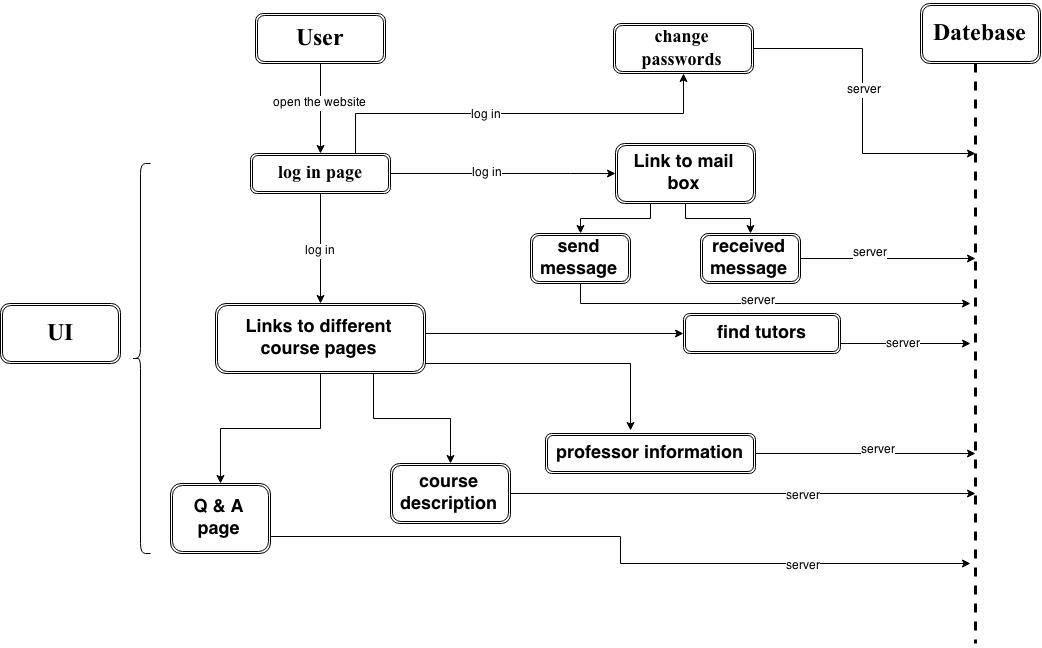 User
change
passwords
Datebase
open the website
server
log in
log in page
log in
Link to mail
box
log in
send
message
received
message
server
server
UI
Links to different
course pages
find tutors
server
professor information
server
course
description
server
Q & A
page
server